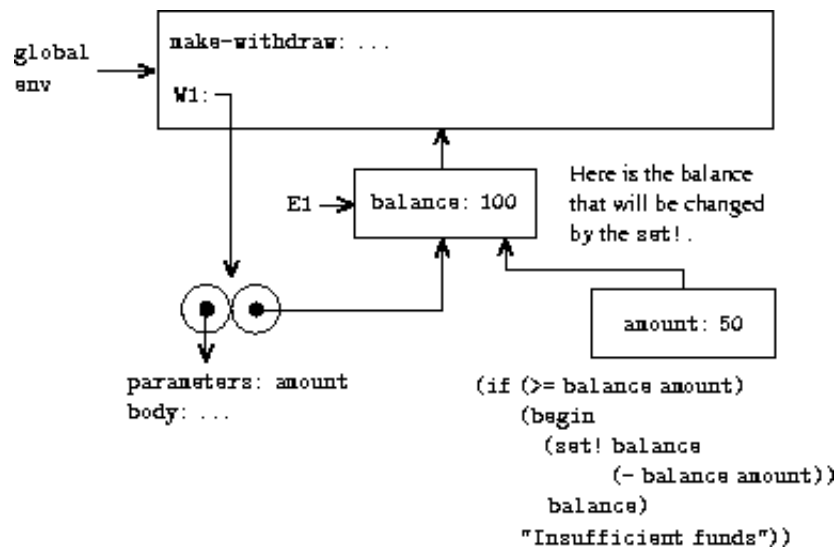 make-withdraw: ...
global
env
W1:
Here is the balance
that will be changed
by the set! .
E1
balance: 100
amount: 50
parameters: amount
body: ...
(if (>= balance amount)
(begin
(set! balance
(- balance amount))
balance)
"Insufficient funds"))